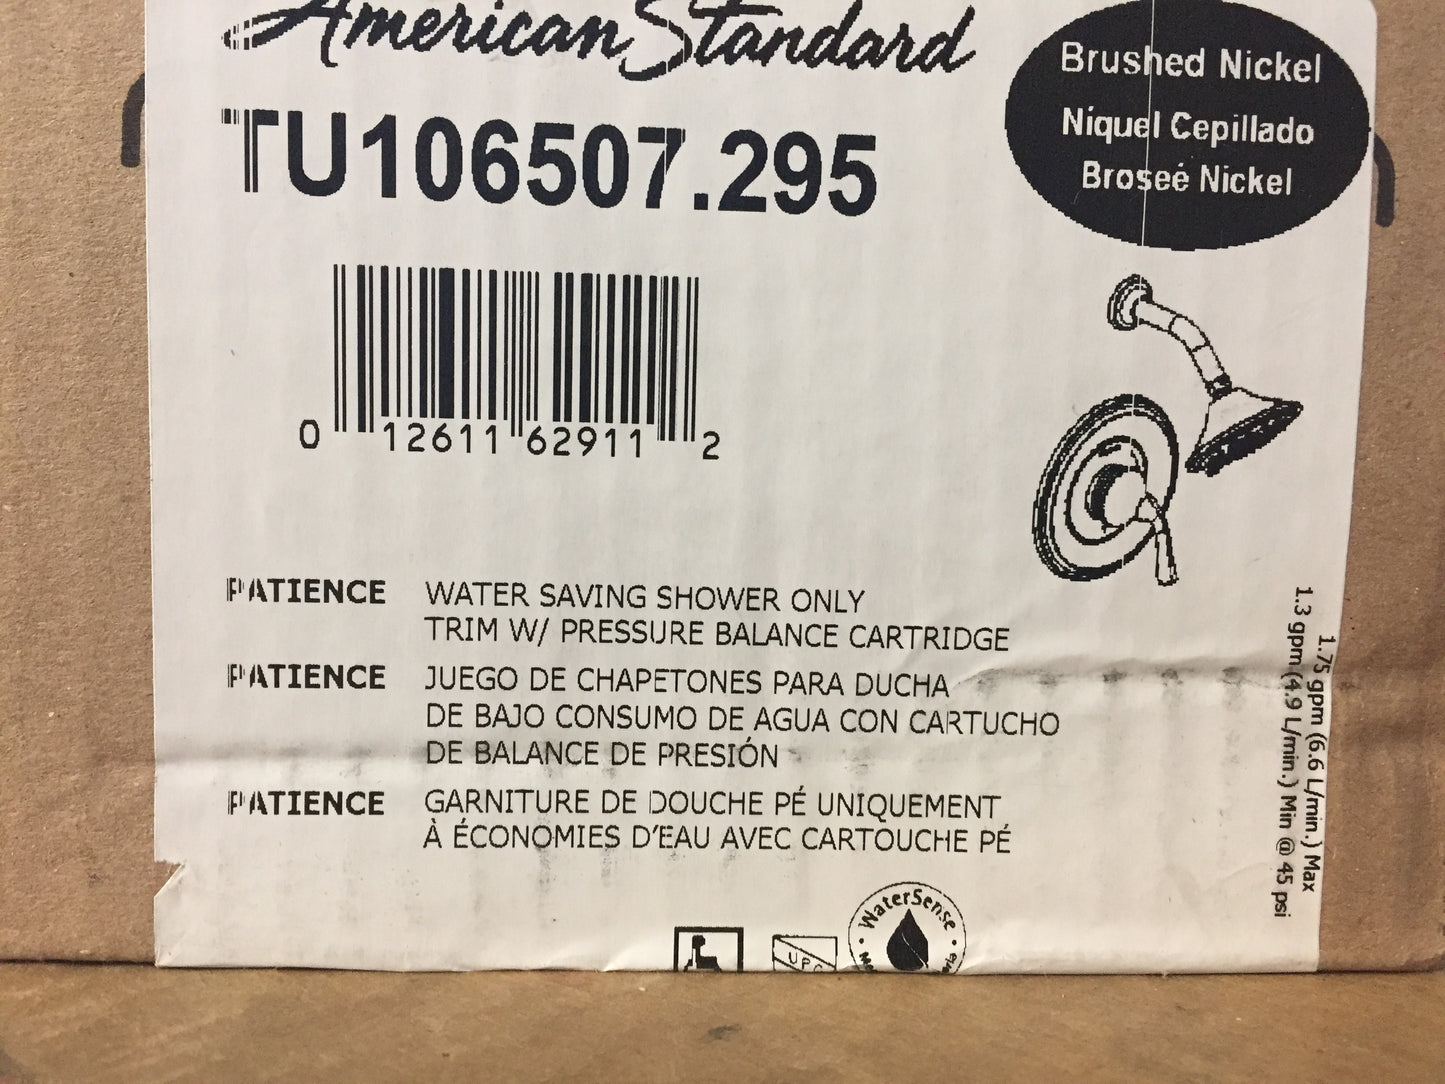 American Standard
TU106507.295
Brushed Nickel
Níquel Cepillado
Broseé Nickel
0 12611 62911 2
PATIENCE WATER SAVING SHOWER ONLY
TRIM W/ PRESSURE BALANCE CARTRIDGE
PATIENCE JUEGO DE CHAPETONES PARA DUCHA
DE BAJO CONSUMO DE AGUA CON CARTUCHO
DE BALANCE DE PRESIÓN
PATIENCE GARNITURE DE DOUCHE PÉ UNIQUEMENT
À ÉCONOMIES D'EAU AVEC CARTOUCHE PÉ
1.75 gpm (6.6 L/min.) Max
1.3 gpm (4.9 L/min.) Min @ 45 psi
UPC
WaterSense